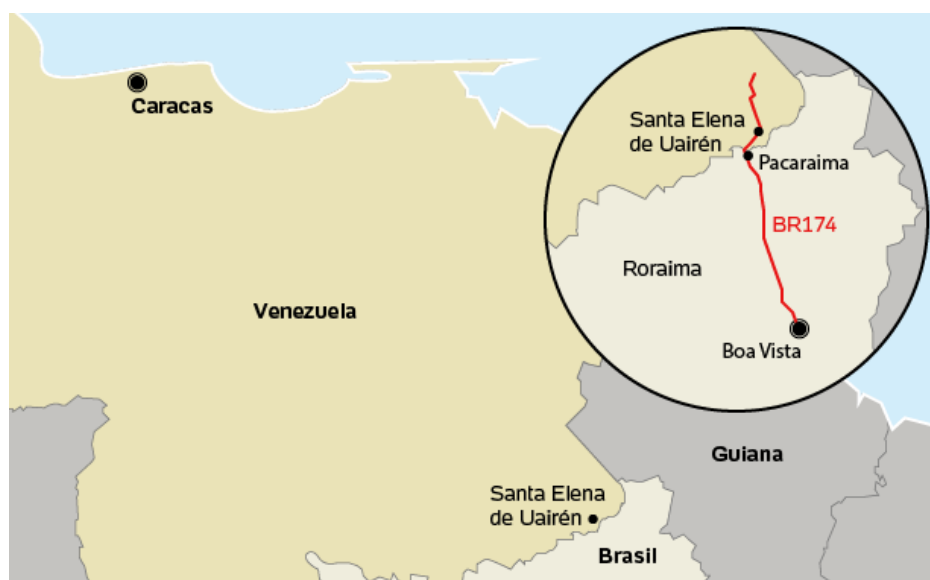 Caracas
Santa Elena
de Uairén
Pacaraima
BR174
Roraima
Venezuela
Boa Vista
Guiana
Santa Elena
de Uairén
Brasil